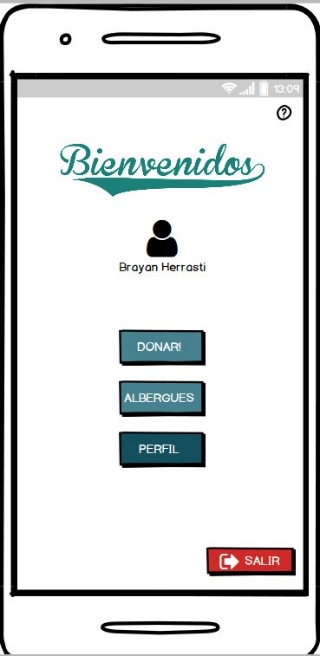 13:09
?
Bienvenidos
Brayan Herrasti
DONAR!
ALBERGUES
PERFIL
SALIR